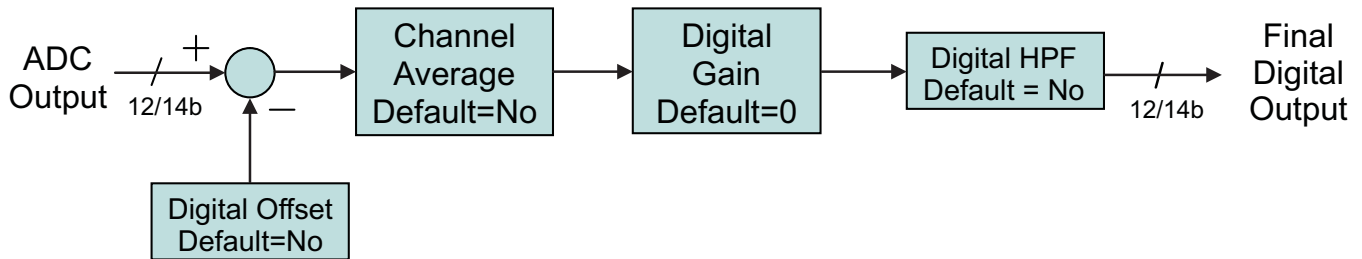 ADC
Output
12/14b
+
−
Digital Offset
Default=No
Channel
Average
Default=No
Digital
Gain
Default=0
Digital HPF
Default = No
12/14b
Final
Digital
Output